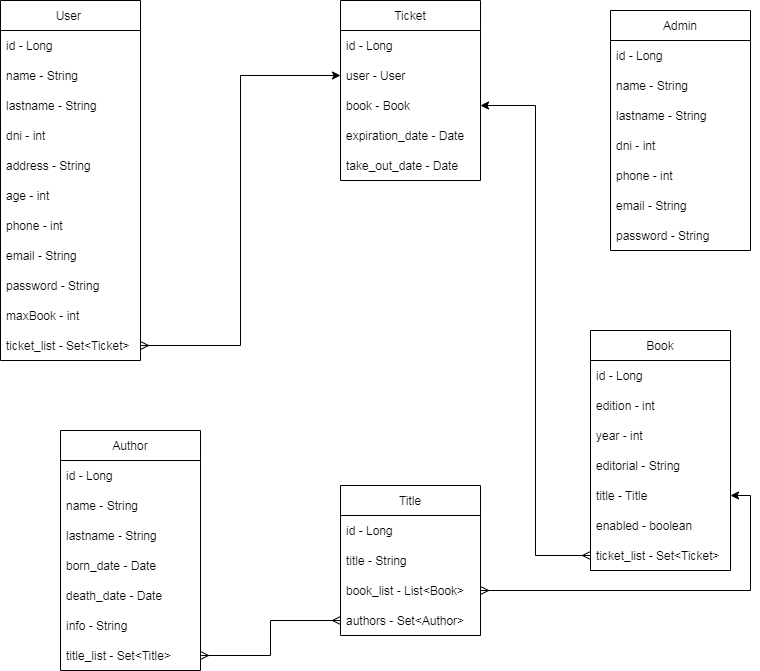 User
id - Long
name - String
lastname - String
dni - int
address - String
age - int
phone - int
email - String
password - String
maxBook - int
ticket_list - Set<Ticket>
Ticket
id - Long
user - User
book - Book
expiration_date - Date
take_out_date - Date
Admin
id - Long
name - String
lastname - String
dni - int
phone - int
email - String
password - String
Author
id - Long
name - String
lastname - String
born_date - Date
death_date - Date
info - String
title_list - Set<Title>
Title
id - Long
title - String
book_list - List<Book>
authors - Set<Author>
Book
id - Long
edition - int
year - int
editorial - String
title - Title
enabled - boolean
ticket_list - Set<Ticket>